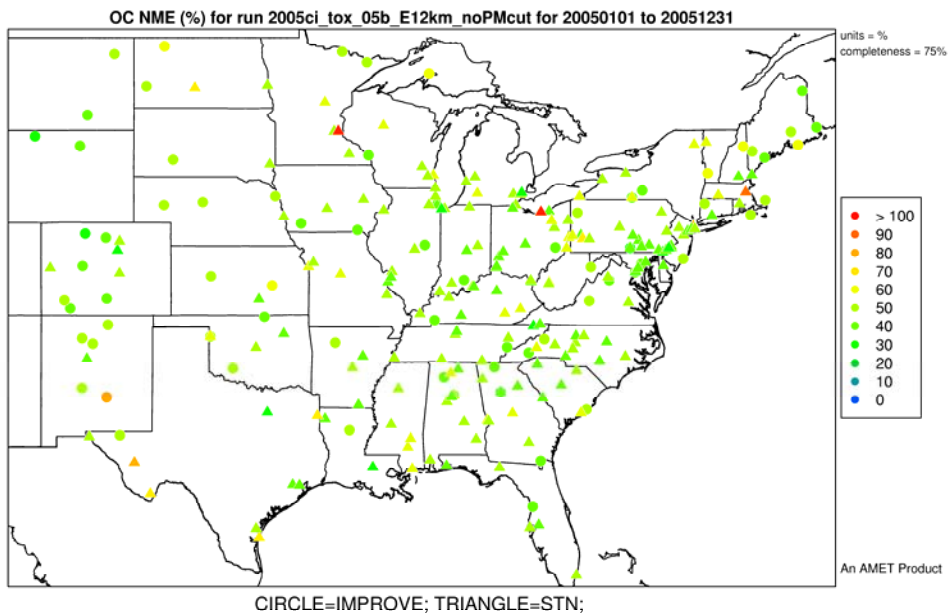 OC NME (%) for run 2005ci_tox_05b_E12km_noPMcut for 20050101 to 20051231
units = %
completeness = 75%
> 100
90
80
70
60
50
40
30
20
10
0
An AMET Product
CIRCLE=IMPROVE; TRIANGLE=STN;